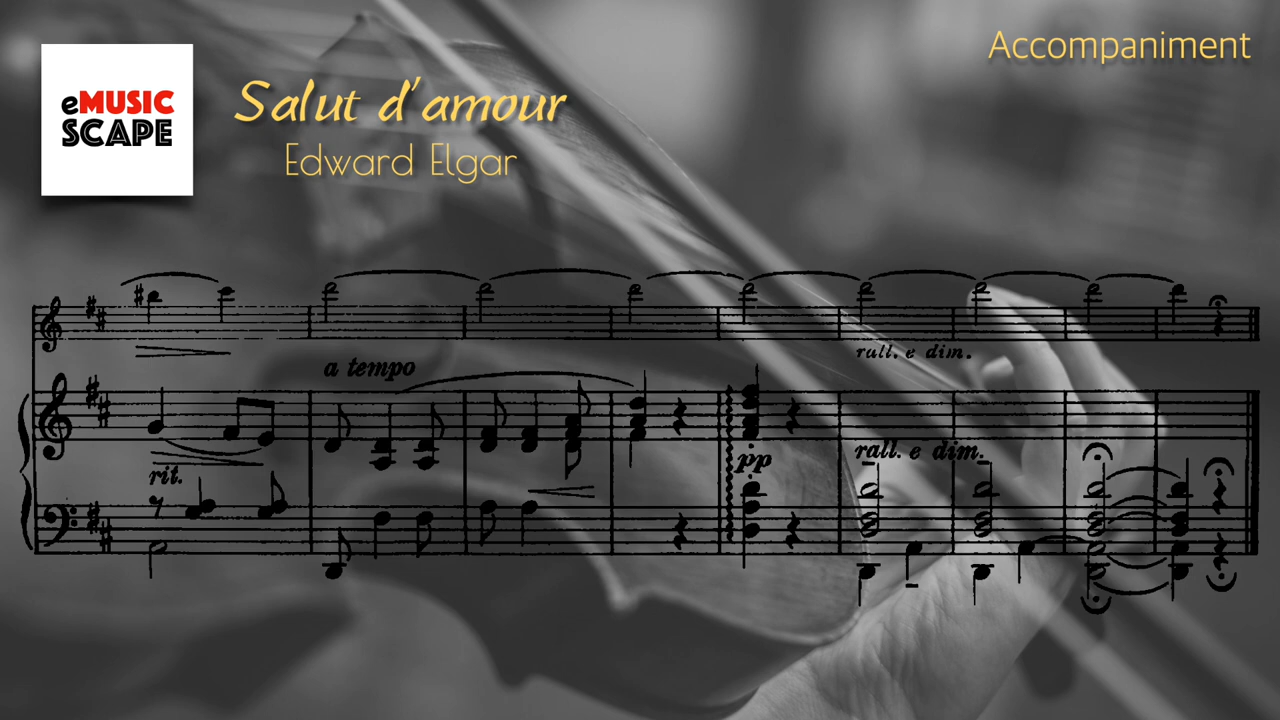 Accompaniment
eMUSIC
SCAPE
Salut d'amour
Edward Elgar
rall. e dim.
a tempo
rit.
pp
rall. e dim.